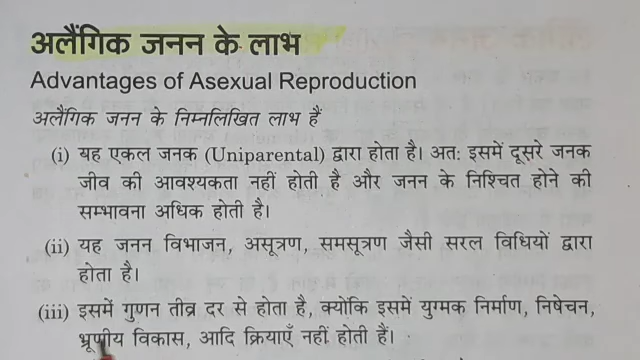 अलैंगिक जनन के लाभ
Advantages of Asexual Reproduction
अलैंगिक जनन के निम्नलिखित लाभ हैं
(i) यह एकल जनक (Uniparental) द्वारा होता है। अत: इसमें दूसरे जनक
जीव की आवश्यकता नहीं होती है और जनन के निश्चित होने की
सम्भावना अधिक होती है।
(ii) यह जनन विभाजन, असूत्रण, समसूत्रण जैसी सरल विधियों द्वारा
होता है।
(iii) इसमें गुणन तीव्र दर से होता है, क्योंकि इसमें युग्मक निर्माण, निषेचन,
भ्रूणीय विकास, आदि क्रियाएँ नहीं होती हैं।